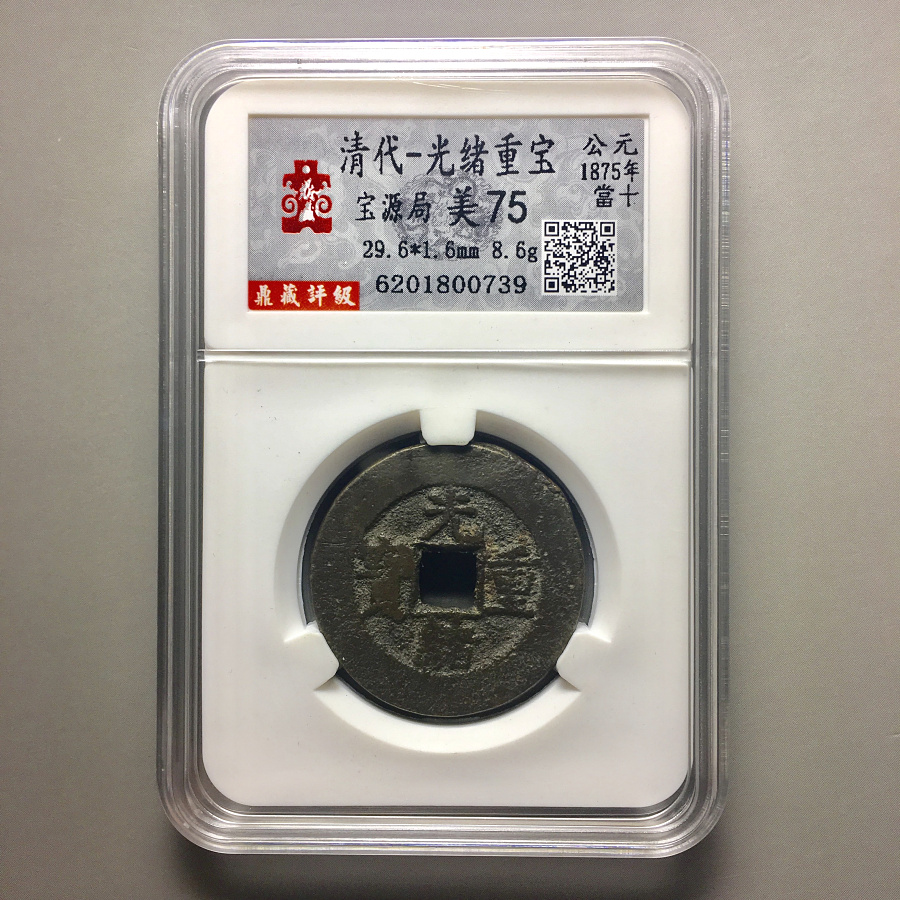 清代-光绪重宝
公元
1875年
當十
宝源局 美75
29.6*1.6mm 8.6g
6201800739
鼎藏評級
光
重
緒
寶